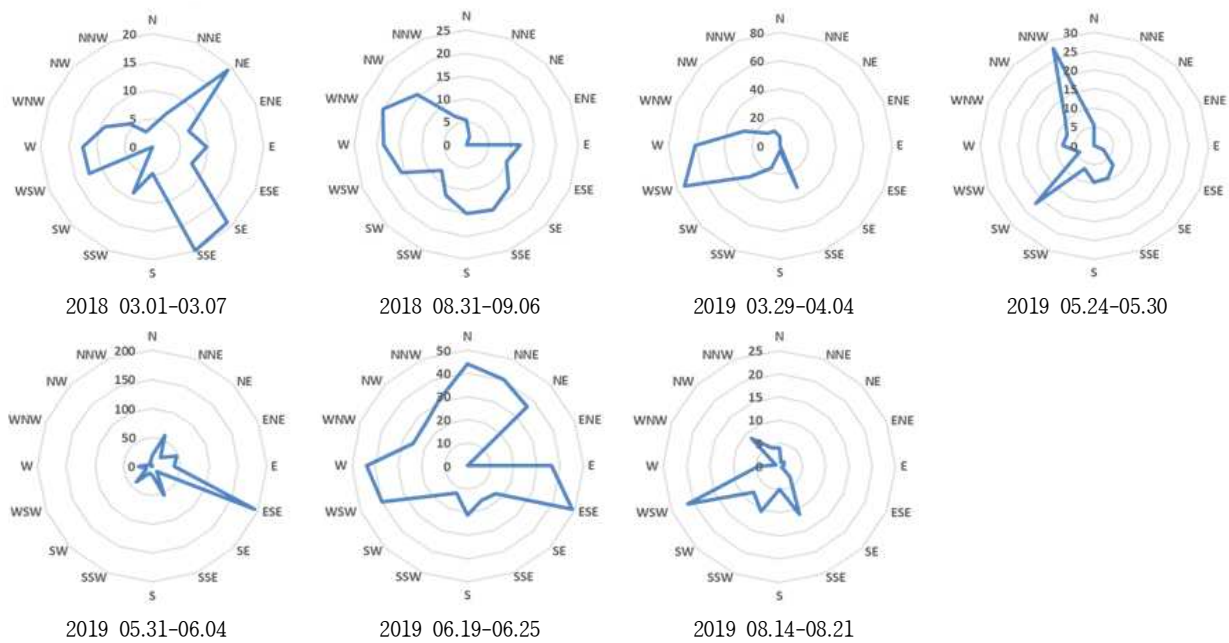 N
20
15
10
5
0
NNE
NE
ENE
E
ESE
SE
SSE
S
SSW
SW
WSW
W
WNW
NW
NNW
2018 03.01-03.07
N
25
20
15
10
5
0
NNE
NE
ENE
E
ESE
SE
SSE
S
SSW
SW
WSW
W
WNW
NW
NNW
2018 08.31-09.06
N
80
60
40
20
0
NNE
NE
ENE
E
ESE
SE
SSE
S
SSW
SW
WSW
W
WNW
NW
NNW
2019 03.29-04.04
N
30
25
20
15
10
5
0
NNE
NE
ENE
E
ESE
SE
SSE
S
SSW
SW
WSW
W
WNW
NW
NNW
2019 05.24-05.30
N
200
150
100
50
0
NNE
NE
ENE
E
ESE
SE
SSE
S
SSW
SW
WSW
W
WNW
NW
NNW
2019 05.31-06.04
N
50
40
30
20
10
0
NNE
NE
ENE
E
ESE
SE
SSE
S
SSW
SW
WSW
W
WNW
NW
NNW
2019 06.19-06.25
N
25
20
15
10
5
0
NNE
NE
ENE
E
ESE
SE
SSE
S
SSW
SW
WSW
W
WNW
NW
NNW
2019 08.14-08.21